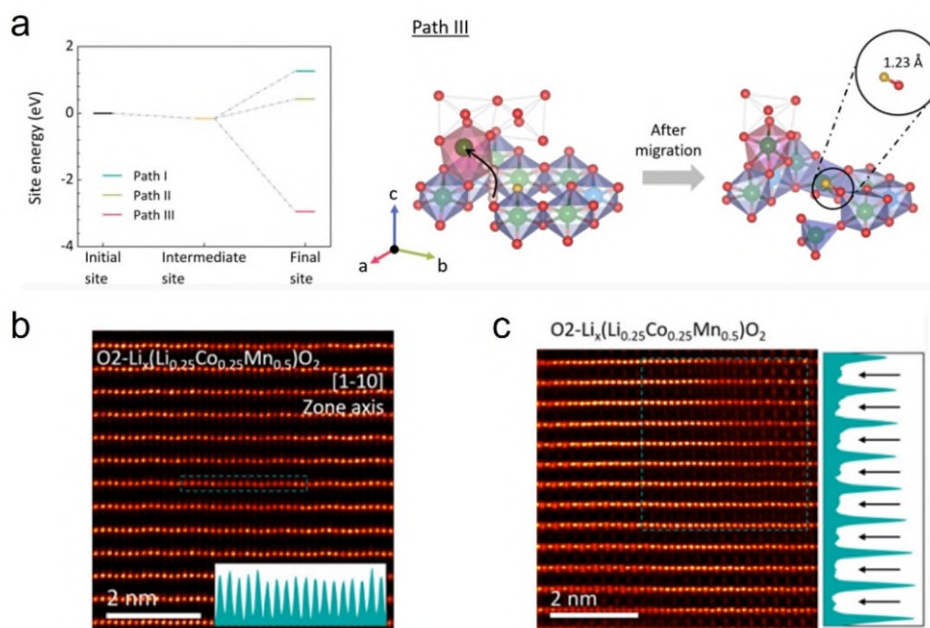 a
Path III
2
0
-2
-4
Site energy (eV)
Path I
Path II
Path III
Initial site
Intermediate site
Final site
c
a
b
After migration
1.23 Å
b
O2-Liₓ(Li₀.₂₅Co₀.₂₅Mn₀.₅)O₂
[1-10]
Zone axis
2 nm
c
O2-Liₓ(Li₀.₂₅Co₀.₂₅Mn₀.₅)O₂
2 nm